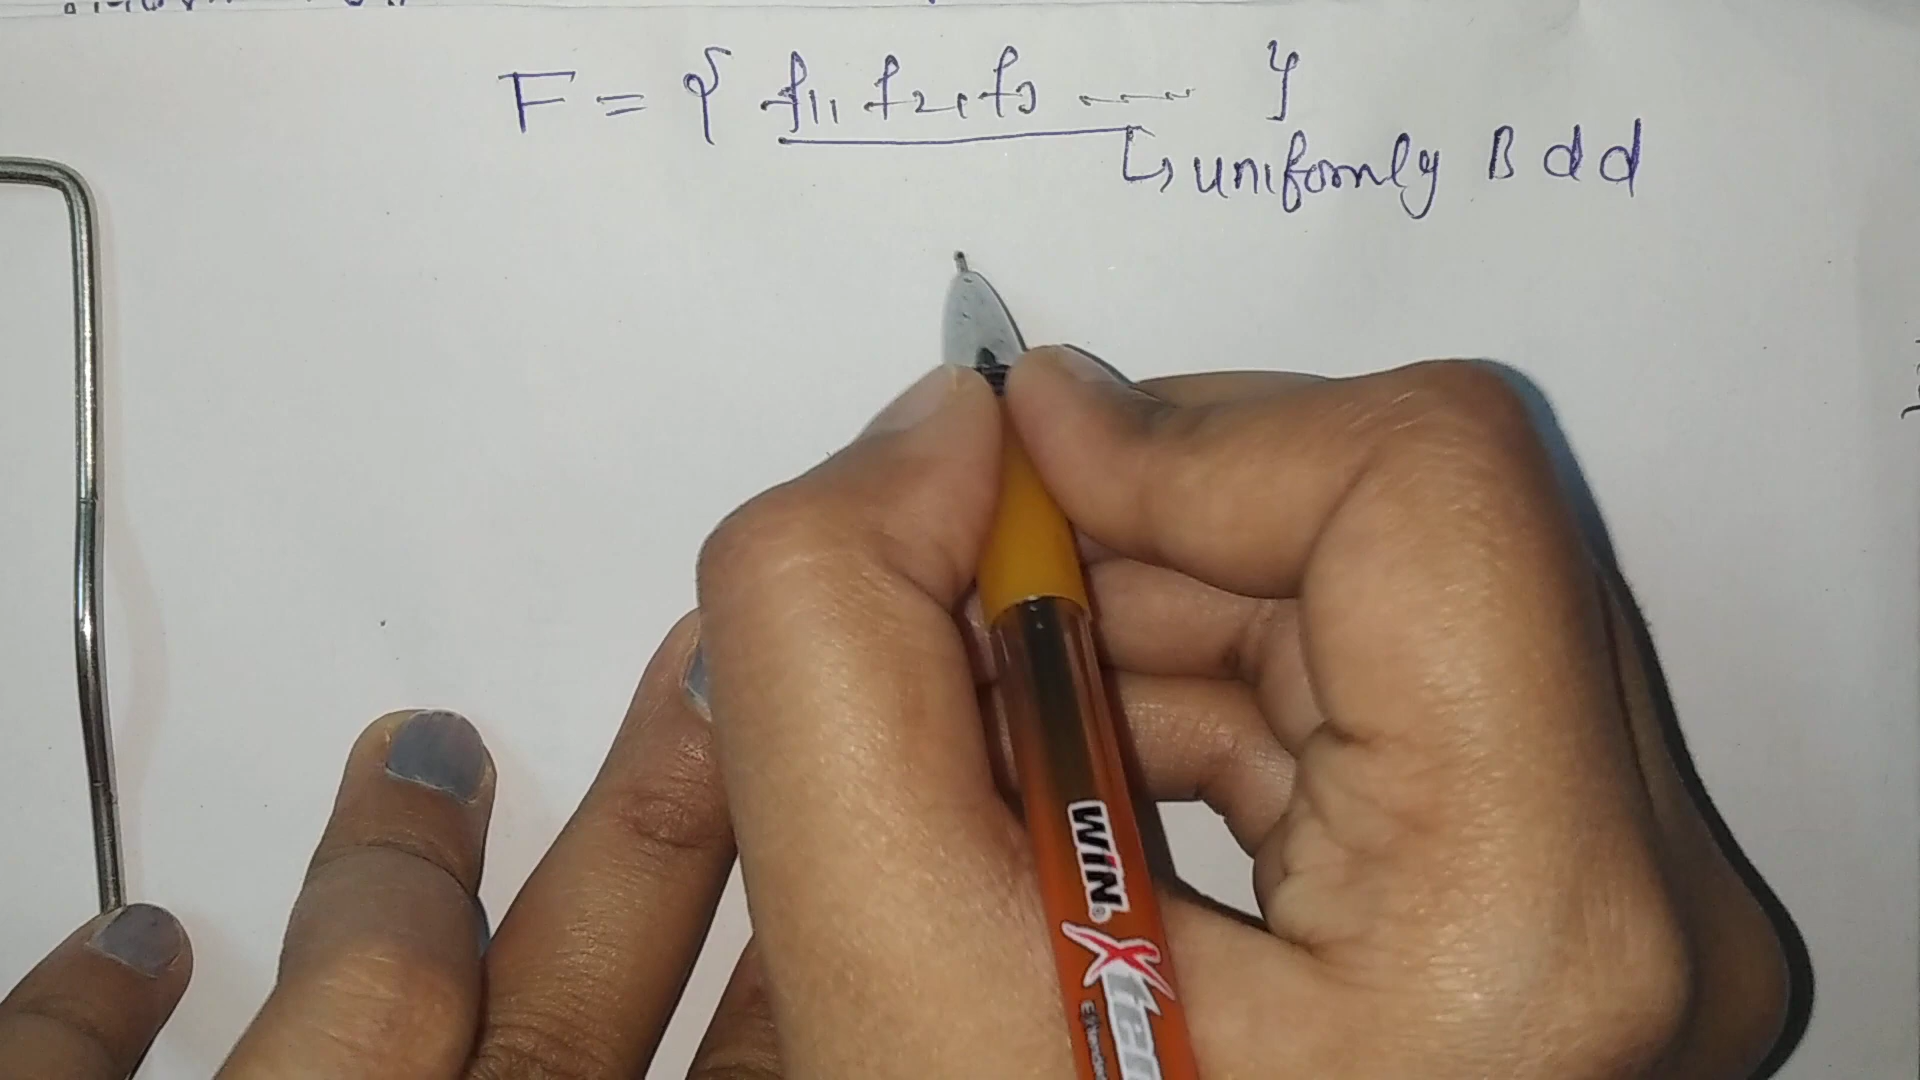 F = { f1, f2, f3 ---- }
↳ uniformly Bdd
WIN